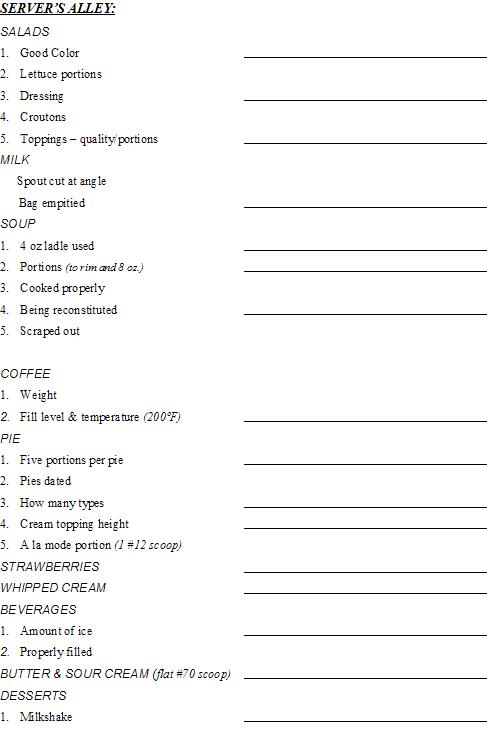 SERVER'S ALLEY:
SALADS
1. Good Color
2. Lettuce portions
3. Dressing
4. Croutons
5. Toppings – quality/portions
MILK
Spout cut at angle
Bag empitied
SOUP
1. 4 oz ladle used
2. Portions (to rim and 8 oz.)
3. Cooked properly
4. Being reconstituted
5. Scraped out
COFFEE
1. Weight
2. Fill level & temperature (200°F)
PIE
1. Five portions per pie
2. Pies dated
3. How many types
4. Cream topping height
5. A la mode portion (1 #12 scoop)
STRAWBERRIES
WHIPPED CREAM
BEVERAGES
1. Amount of ice
2. Properly filled
BUTTER & SOUR CREAM (flat #70 scoop)
DESSERTS
1. Milkshake